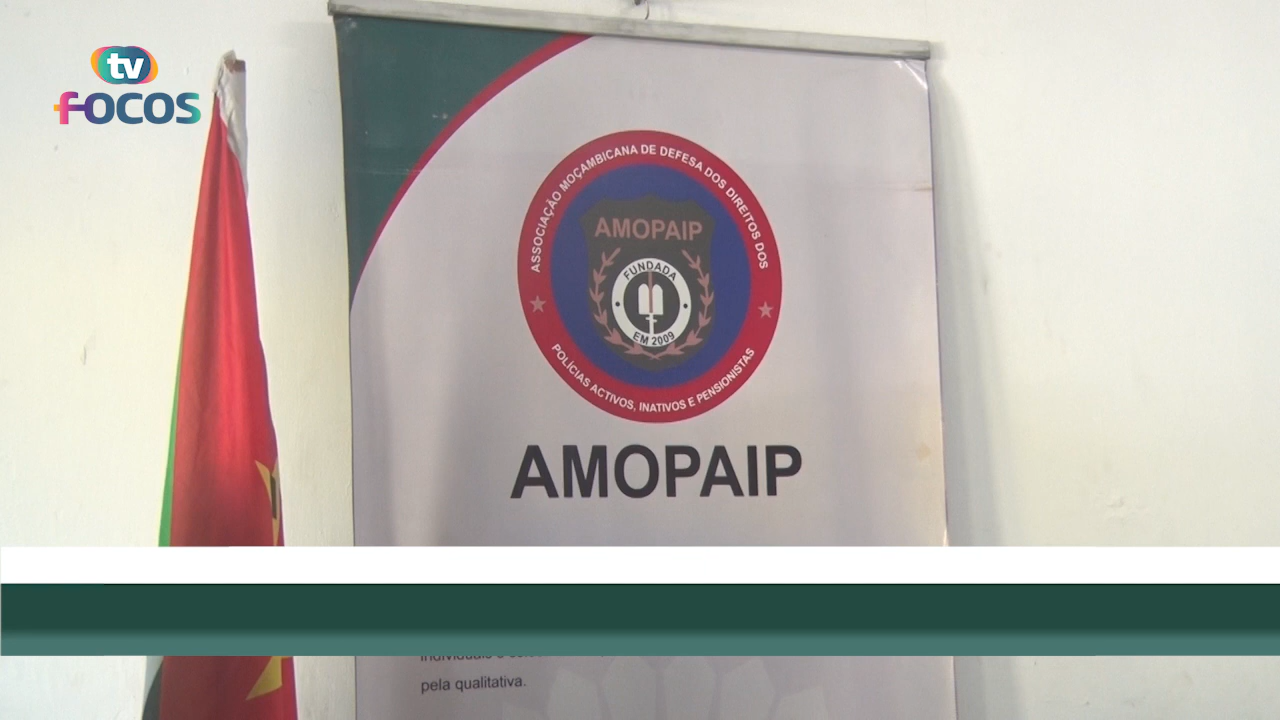 tv
FOCOS
ASSOCIAÇÃO MOÇAMBICANA DE DEFESA DOS DIREITOS DOS
AMOPAIP
FUNDADA
EM 2009
POLÍCIAS ACTIVOS, INATIVOS E PENSIONISTAS
AMOPAIP
pela qualitativa.